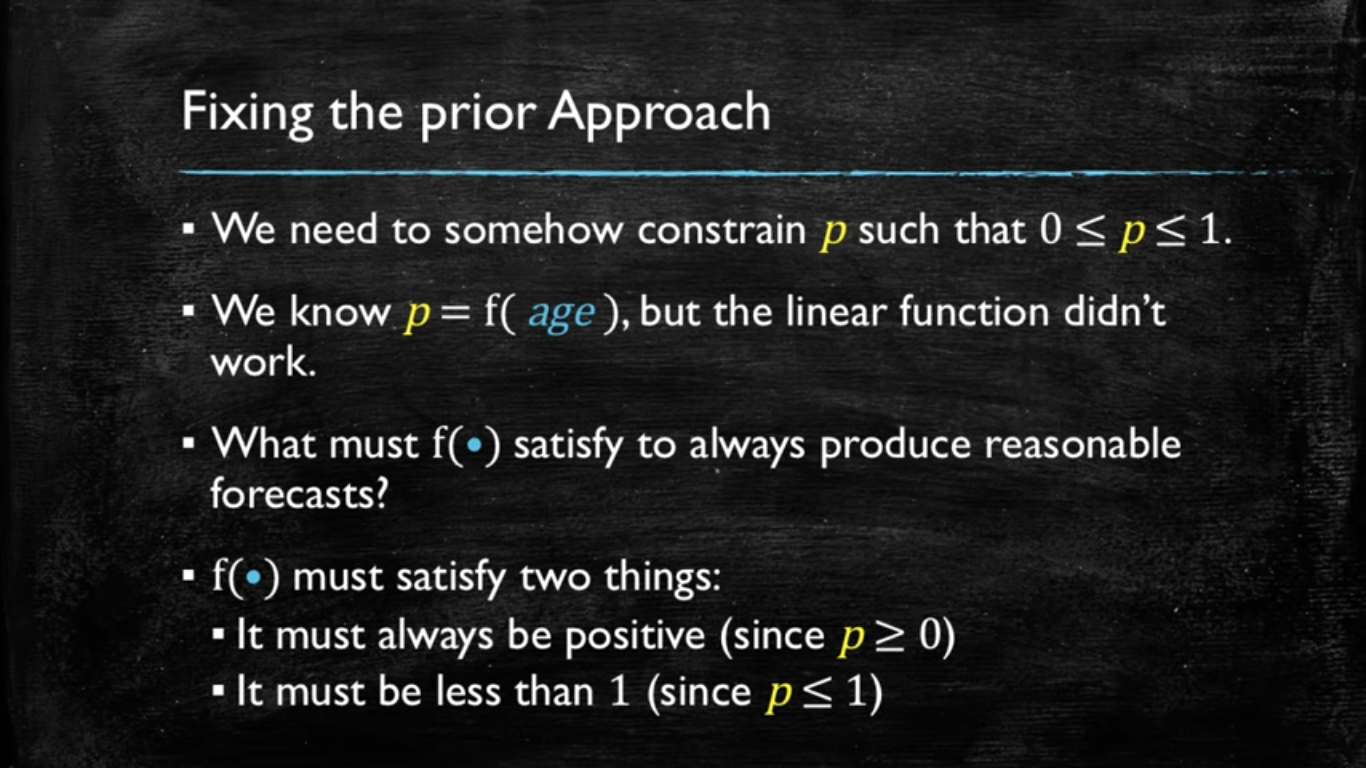 Fixing the prior Approach
▪ We need to somehow constrain p such that 0 ≤ p ≤ 1.
▪ We know p = f( age ), but the linear function didn’t
work.
▪ What must f(•) satisfy to always produce reasonable
forecasts?
▪ f(•) must satisfy two things:
▪ It must always be positive (since p ≥ 0)
▪ It must be less than 1 (since p ≤ 1)